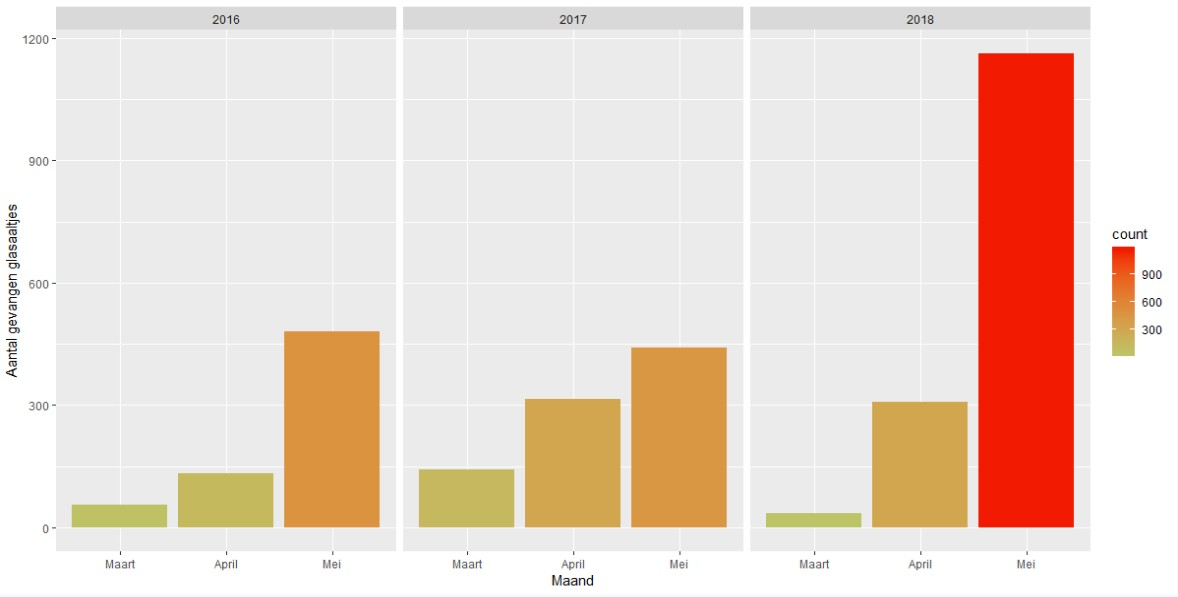 2016 2017 2018
1200
900
600
300
0
Aantal gevangen glasaaltjes
Maart April Mei Maart April Mei Maart April Mei
Maand
count
900
600
300